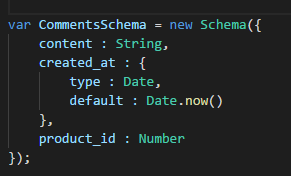 var CommentsSchema = new Schema({
    content : String,
    created_at : {
        type : Date,
        default : Date.now()
    },
    product_id : Number
});